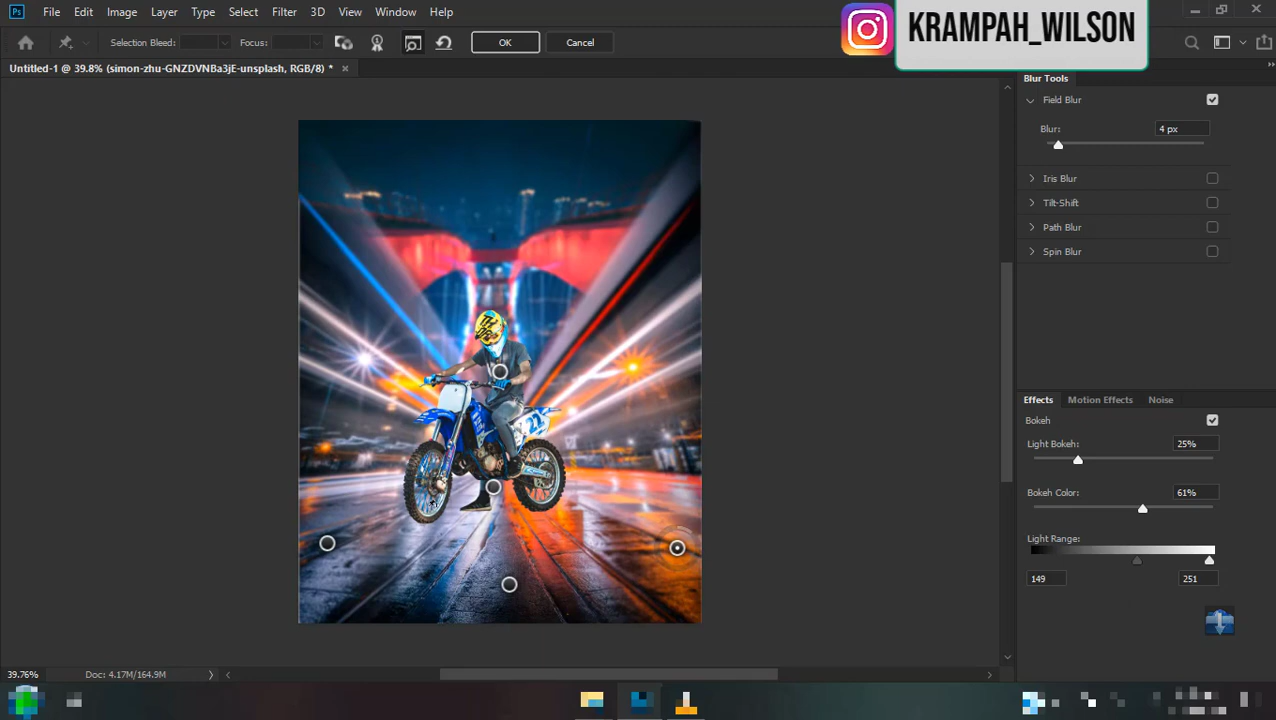 Ps File Edit Image Layer Type Select Filter 3D View Window Help
KRAMPAH_WILSON
Selection Bleed: Focus: OK Cancel
Untitled-1 @ 39.8% (simon-zhu-GNZDVNBa3jE-unsplash, RGB/8) *
Blur Tools
Field Blur
Blur: 4 px
Iris Blur
Tilt-Shift
Path Blur
Spin Blur
22
Effects Motion Effects Noise
Bokeh
Light Bokeh: 25%
Bokeh Color: 61%
Light Range:
149 251
39.76% Doc: 4.17M/164.9M